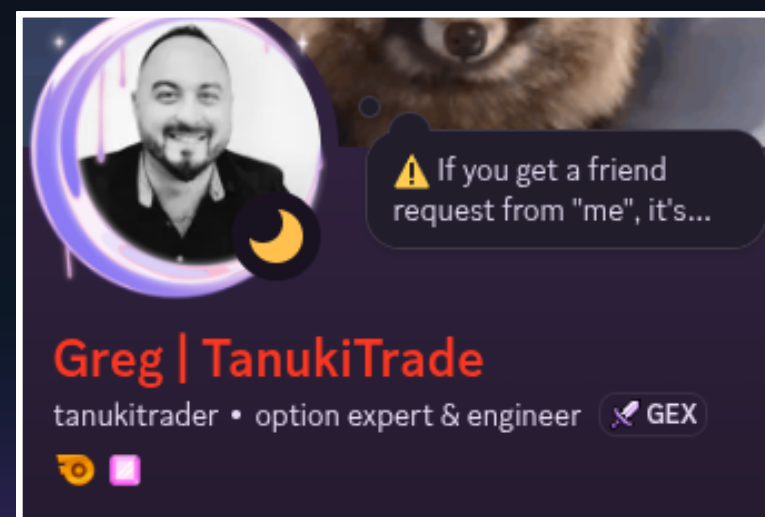 ⚠️ If you get a friend
request from "me", it's...
Greg | TanukiTrade
tanukitrader • option expert & engineer GEX